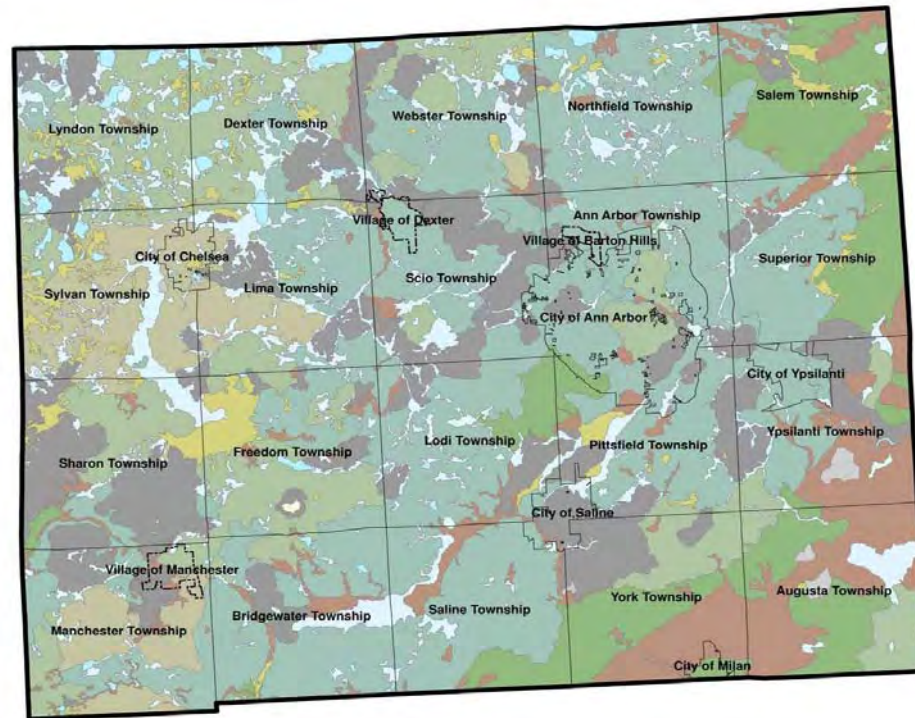 Salem Township
Northfield Township
Webster Township
Dexter Township
Lyndon Township
Village of Dexter
Ann Arbor Township
Village of Barton Hills
City of Chelsea
Superior Township
Scio Township
Lima Township
Sylvan Township
City of Ann Arbor
City of Ypsilanti
Ypsilanti Township
Lodi Township
Pittsfield Township
Freedom Township
Sharon Township
City of Saline
Village of Manchester
Augusta Township
York Township
Saline Township
Bridgewater Township
Manchester Township
City of Milan